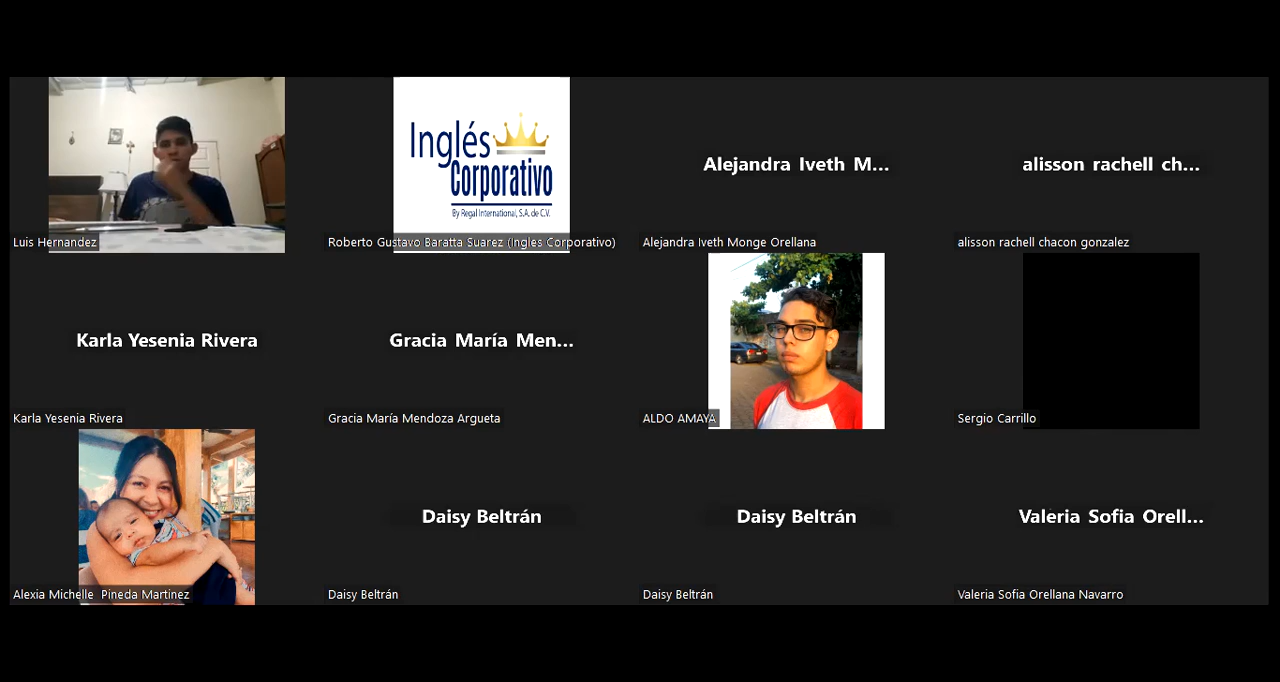 Inglés
Corporativo
By Regal International, S.A. de C.V.
Alejandra Iveth M...
alisson rachell ch...
Luis Hernandez
Roberto Gustavo Baratta Suarez (Ingles Corporativo)
Alejandra Iveth Monge Orellana
alisson rachell chacon gonzalez
Karla Yesenia Rivera
Gracia María Men...
Karla Yesenia Rivera
Gracia María Mendoza Argueta
ALDO AMAYA
Sergio Carrillo
Daisy Beltrán
Daisy Beltrán
Valeria Sofia Orell...
Alexia Michelle Pineda Martinez
Daisy Beltrán
Daisy Beltrán
Valeria Sofia Orellana Navarro